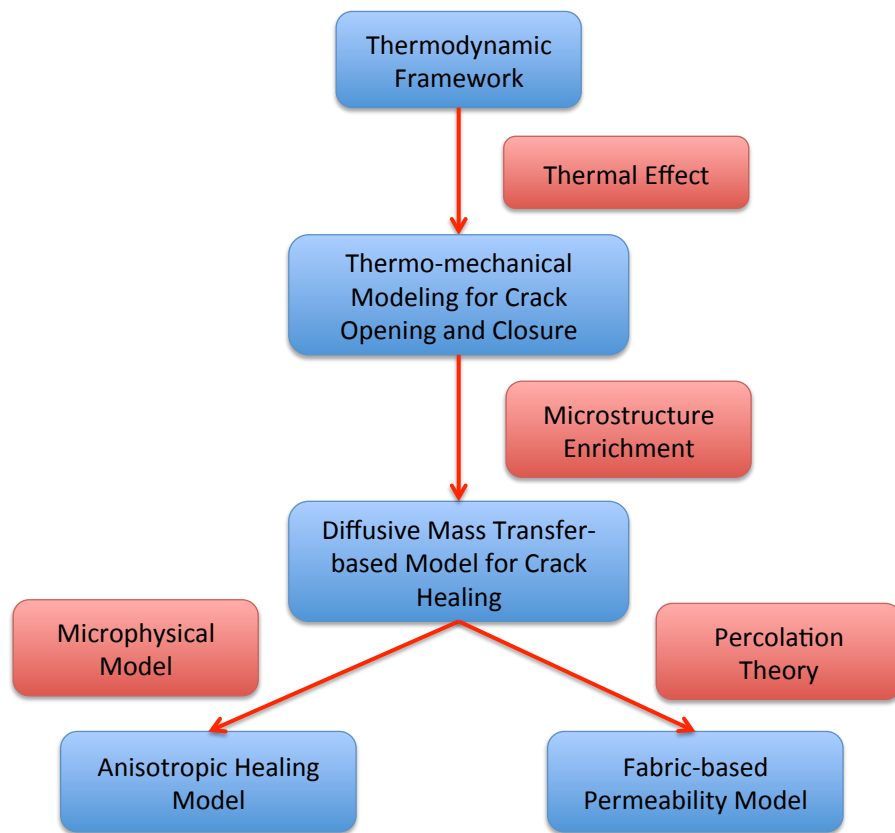 Thermodynamic
Framework
Thermal Effect
Thermo-mechanical
Modeling for Crack
Opening and Closure
Microstructure
Enrichment
Diffusive Mass Transfer-
based Model for Crack
Healing
Microphysical
Model
Percolation
Theory
Anisotropic Healing
Model
Fabric-based
Permeability Model